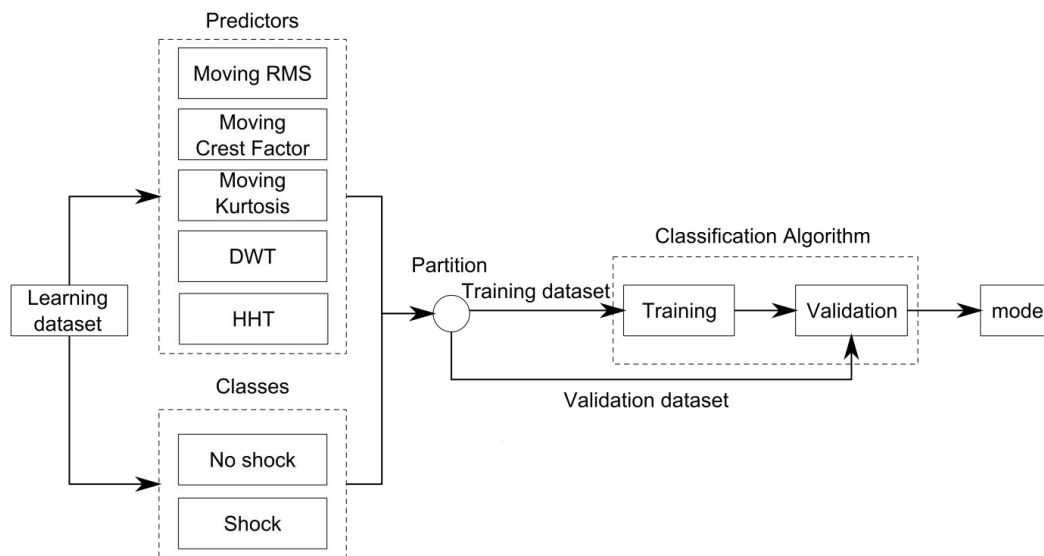 Predictors
Moving RMS
Moving
Crest Factor
Moving
Kurtosis
DWT
HHT
Learning
dataset
Classes
No shock
Shock
Partition
Training dataset
Validation dataset
Classification Algorithm
Training
Validation
model